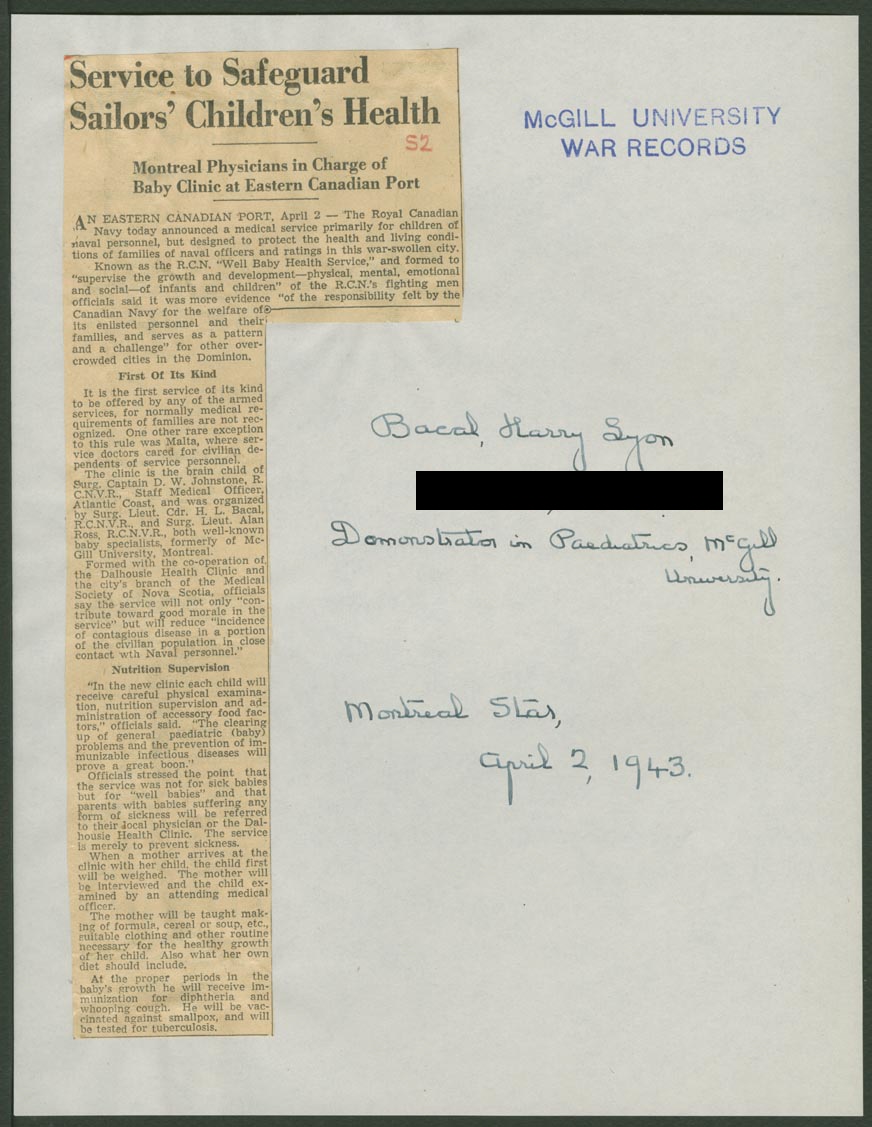 Service to Safeguard
Sailors' Children's Health
S2
Montreal Physicians in Charge of
Baby Clinic at Eastern Canadian Port
AN EASTERN CANADIAN PORT, April 2 — The Royal Canadian
Navy today announced a medical service primarily for children of
naval personnel, but designed to protect the health and living condi-
tions of families of naval officers and ratings in this war-swollen city.
Known as the R.C.N. "Well Baby Health Service," and formed to
"supervise the growth and development—physical, mental, emotional
and social—of infants and children" of the R.C.N.'s fighting men
officials said it was more evidence "of the responsibility felt by the
Canadian Navy for the welfare of
its enlisted personnel and their
families, and serves as a pattern
and a challenge" for other over-
crowded cities in the Dominion.
First Of Its Kind
It is the first service of its kind
to be offered by any of the armed
services, for normally medical re-
quirements of families are not rec-
ognized. One other rare exception
to this rule was Malta, where ser-
vice doctors cared for civilian de-
pendents of service personnel.
The clinic is the brain child of
Surg. Captain D. W. Johnstone, R.
C.N.V.R., Staff Medical Officer,
Atlantic Coast, and was organized
by Surg. Lieut. Cdr. H. L. Bacal,
R.C.N.V.R., and Surg. Lieut. Alan
Ross, R.C.N.V.R., both well-known
baby specialists, formerly of Mc-
Gill University, Montreal.
Formed with the co-operation of
the Dalhousie Health Clinic and
the city's branch of the Medical
Society of Nova Scotia, officials
say the service will not only "con-
tribute toward good morale in the
service" but will reduce "incidence
of contagious disease in a portion
of the civilian population in close
contact wth Naval personnel."
Nutrition Supervision
"In the new clinic each child will
receive careful physical examina-
tion, nutrition supervision and ad-
ministration of accessory food fac-
tors," officials said. "The clearing
up of general paediatric (baby)
problems and the prevention of im-
munizable infectious diseases will
prove a great boon."
Officials stressed the point that
the service was not for sick babies
but for "well babies" and that
parents with babies suffering any
form of sickness will be referred
to their local physician or the Dal-
housie Health Clinic. The service
is merely to prevent sickness.
When a mother arrives at the
clinic with her child, the child first
will be weighed. The mother will
be interviewed and the child ex-
amined by an attending medical
officer.
The mother will be taught mak-
ing of formula, cereal or soup, etc.,
suitable clothing and other routine
necessary for the healthy growth
of her child. Also what her own
diet should include.
At the proper periods in the
baby's growth he will receive im-
munization for diphtheria and
whooping cough. He will be vac-
cinated against smallpox, and will
be tested for tuberculosis.
McGILL UNIVERSITY
WAR RECORDS
Bacal, Harry Lyon
Demonstrator in Paediatrics, McGill
University.
Montreal Star,
April 2, 1943.